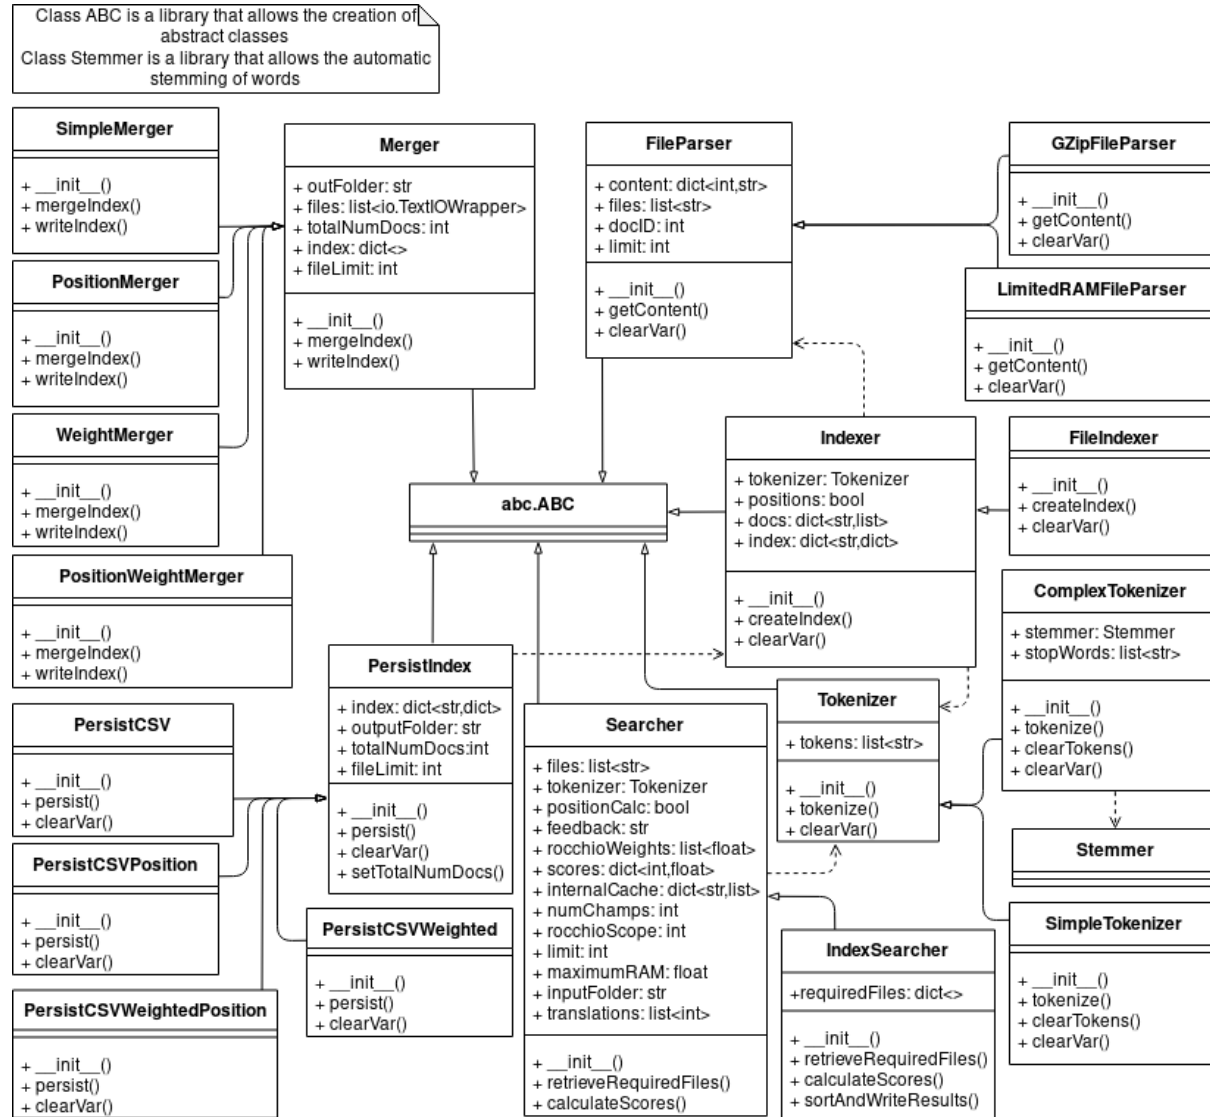 Class ABC is a library that allows the creation of
abstract classes
Class Stemmer is a library that allows the automatic
stemming of words
SimpleMerger
+ __init__()
+ mergeIndex()
+ writeIndex()
PositionMerger
+ __init__()
+ mergeIndex()
+ writeIndex()
WeightMerger
+ __init__()
+ mergeIndex()
+ writeIndex()
PositionWeightMerger
+ __init__()
+ mergeIndex()
+ writeIndex()
Merger
+ outFolder: str
+ files: list<io.TextIOWrapper>
+ totalNumDocs: int
+ index: dict<>
+ fileLimit: int
+ __init__()
+ mergeIndex()
+ writeIndex()
FileParser
+ content: dict<int,str>
+ files: list<str>
+ docID: int
+ limit: int
+ __init__()
+ getContent()
+ clearVar()
GZipFileParser
+ __init__()
+ getContent()
+ clearVar()
LimitedRAMFileParser
+ __init__()
+ getContent()
+ clearVar()
abc.ABC
Indexer
+ tokenizer: Tokenizer
+ positions: bool
+ docs: dict<str,list>
+ index: dict<str,dict>
+ __init__()
+ createIndex()
+ clearVar()
FileIndexer
+ __init__()
+ createIndex()
+ clearVar()
ComplexTokenizer
+ stemmer: Stemmer
+ stopWords: list<str>
+ __init__()
+ tokenize()
+ clearTokens()
+ clearVar()
PersistIndex
+ index: dict<str,dict>
+ outputFolder: str
+ totalNumDocs:int
+ fileLimit: int
+ __init__()
+ persist()
+ clearVar()
+ setTotalNumDocs()
PersistCSV
+ __init__()
+ persist()
+ clearVar()
PersistCSVPosition
+ __init__()
+ persist()
+ clearVar()
PersistCSVWeightedPosition
+ __init__()
+ persist()
+ clearVar()
PersistCSVWeighted
+ __init__()
+ persist()
+ clearVar()
Searcher
+ files: list<str>
+ tokenizer: Tokenizer
+ positionCalc: bool
+ feedback: str
+ rocchioWeights: list<float>
+ scores: dict<int,float>
+ internalCache: dict<str,list>
+ numChamps: int
+ rocchioScope: int
+ limit: int
+ maximumRAM: float
+ inputFolder: str
+ translations: list<int>
+ __init__()
+ retrieveRequiredFiles()
+ calculateScores()
Tokenizer
+ tokens: list<str>
+ __init__()
+ tokenize()
+ clearVar()
Stemmer
IndexSearcher
+requiredFiles: dict<>
+ __init__()
+ retrieveRequiredFiles()
+ calculateScores()
+ sortAndWriteResults()
SimpleTokenizer
+ __init__()
+ tokenize()
+ clearTokens()
+ clearVar()